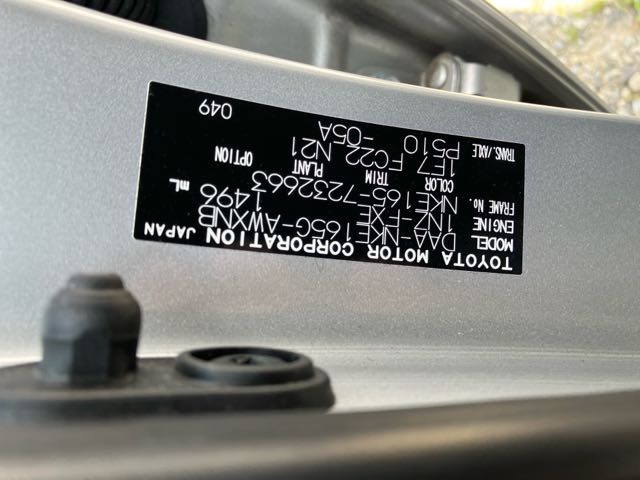 TOYOTA MOTOR CORPORATION JAPAN
MODEL DAA-NKE165G-AWXNB
ENGINE 1NZ-FXE 1496 mL
FRAME No. NKE165-7232663
COLOR TRIM PLANT OPTION
1F7 FC22 N21
TRANS./AXLE P510 -05A
049